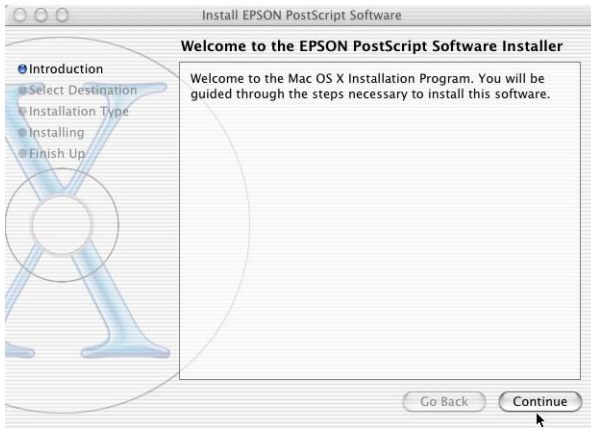 Install EPSON PostScript Software
Welcome to the EPSON PostScript Software Installer
Introduction
Select Destination
Installation Type
Installing
Finish Up
Welcome to the Mac OS X Installation Program. You will be
guided through the steps necessary to install this software.
Go Back
Continue